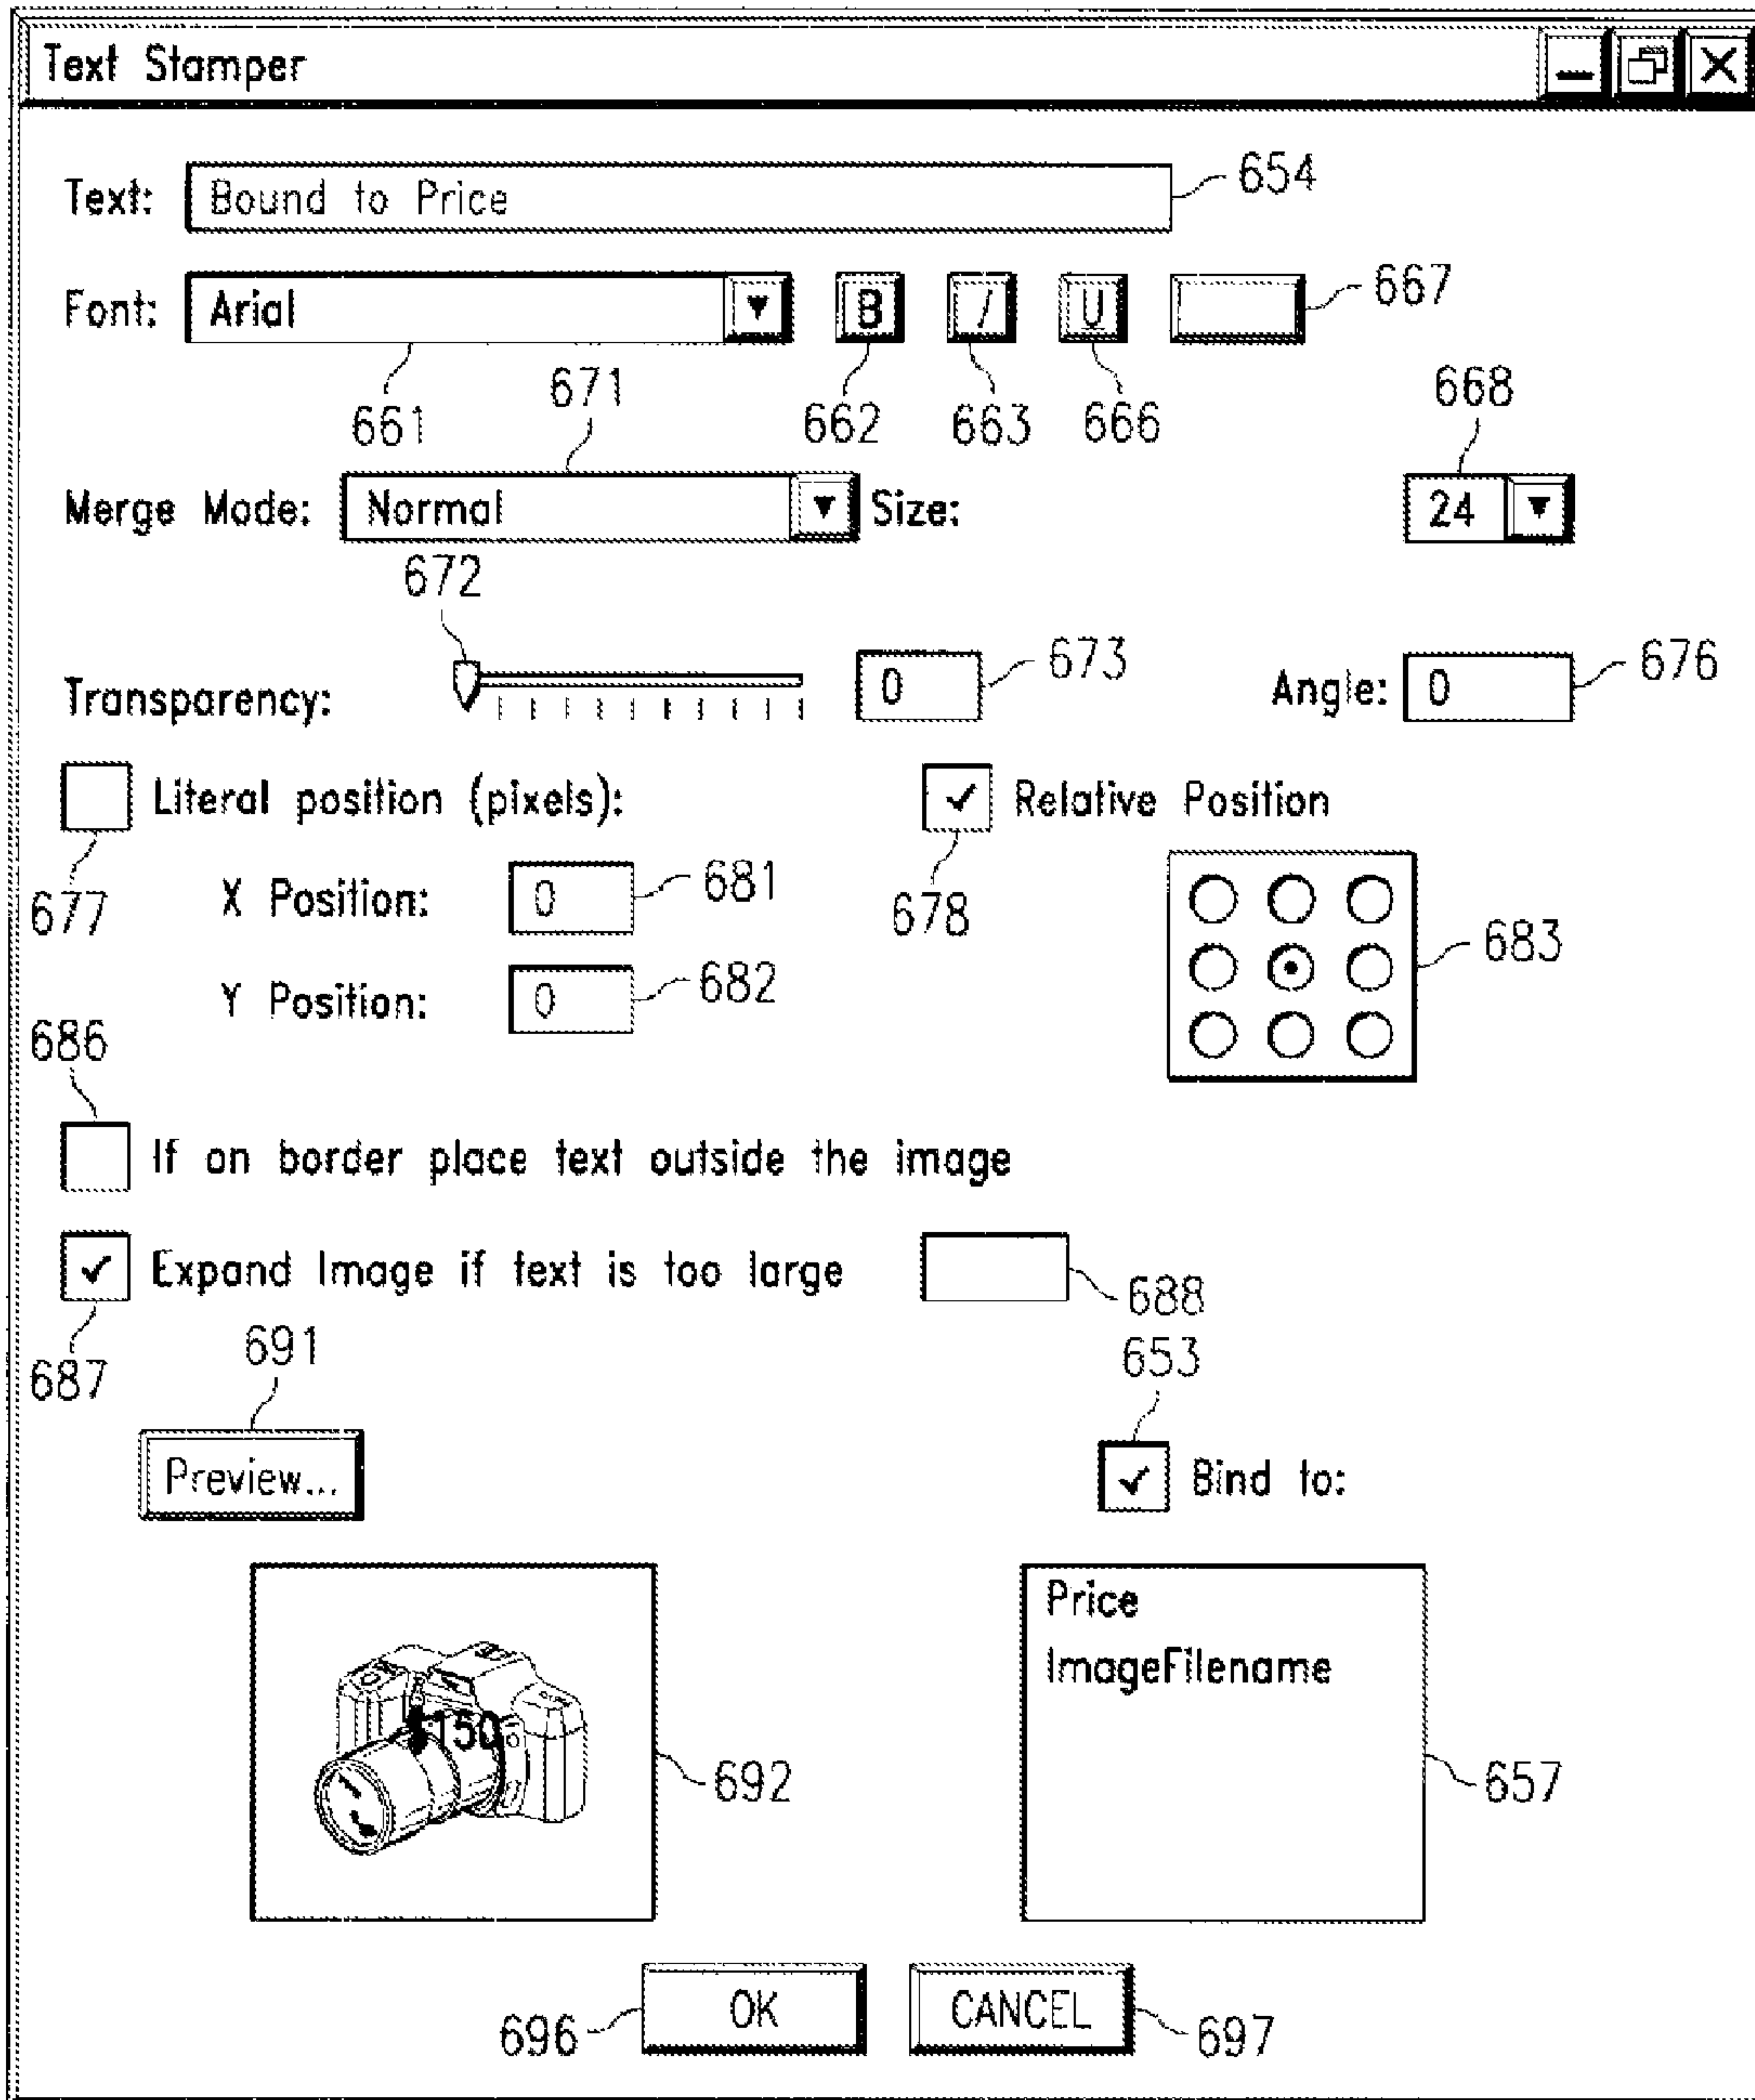 Text Stamper
Text: Bound to Price 654
Font: Arial B I U 667
661 671 662 663 666 668
Merge Mode: Normal Size: 24
672
Transparency: 0 673 Angle: 0 676
Literal position (pixels): Relative Position
677 X Position: 0 681 678
683
Y Position: 0 682
686
If on border place text outside the image
Expand Image if text is too large 688
687 691 653
Preview... Bind to:
Price
ImageFilename
150
692 657
696 OK CANCEL 697